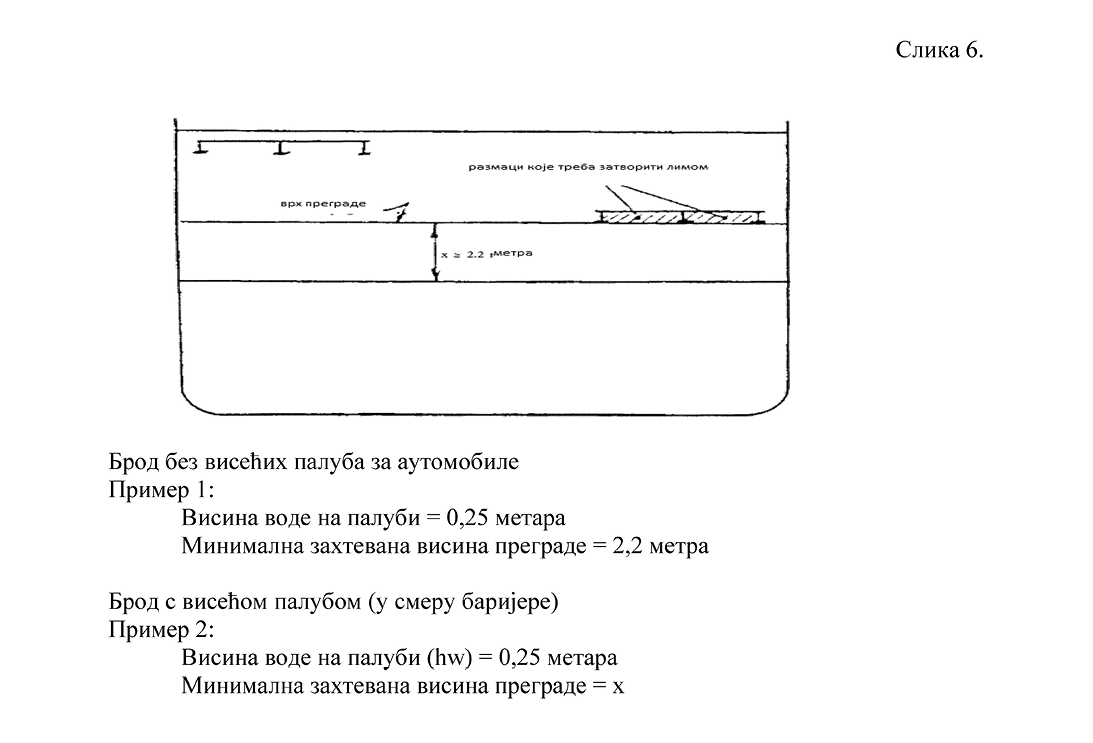 Слика 6.
размаци које треба затворити лимом
врх преграде
x ≥ 2.2 метра
Брод без висећих палуба за аутомобиле
Пример 1:
Висина воде на палуби = 0,25 метара
Минимална захтевана висина преграде = 2,2 метра
Брод с висећом палубом (у смеру баријере)
Пример 2:
Висина воде на палуби (hw) = 0,25 метара
Минимална захтевана висина преграде = x